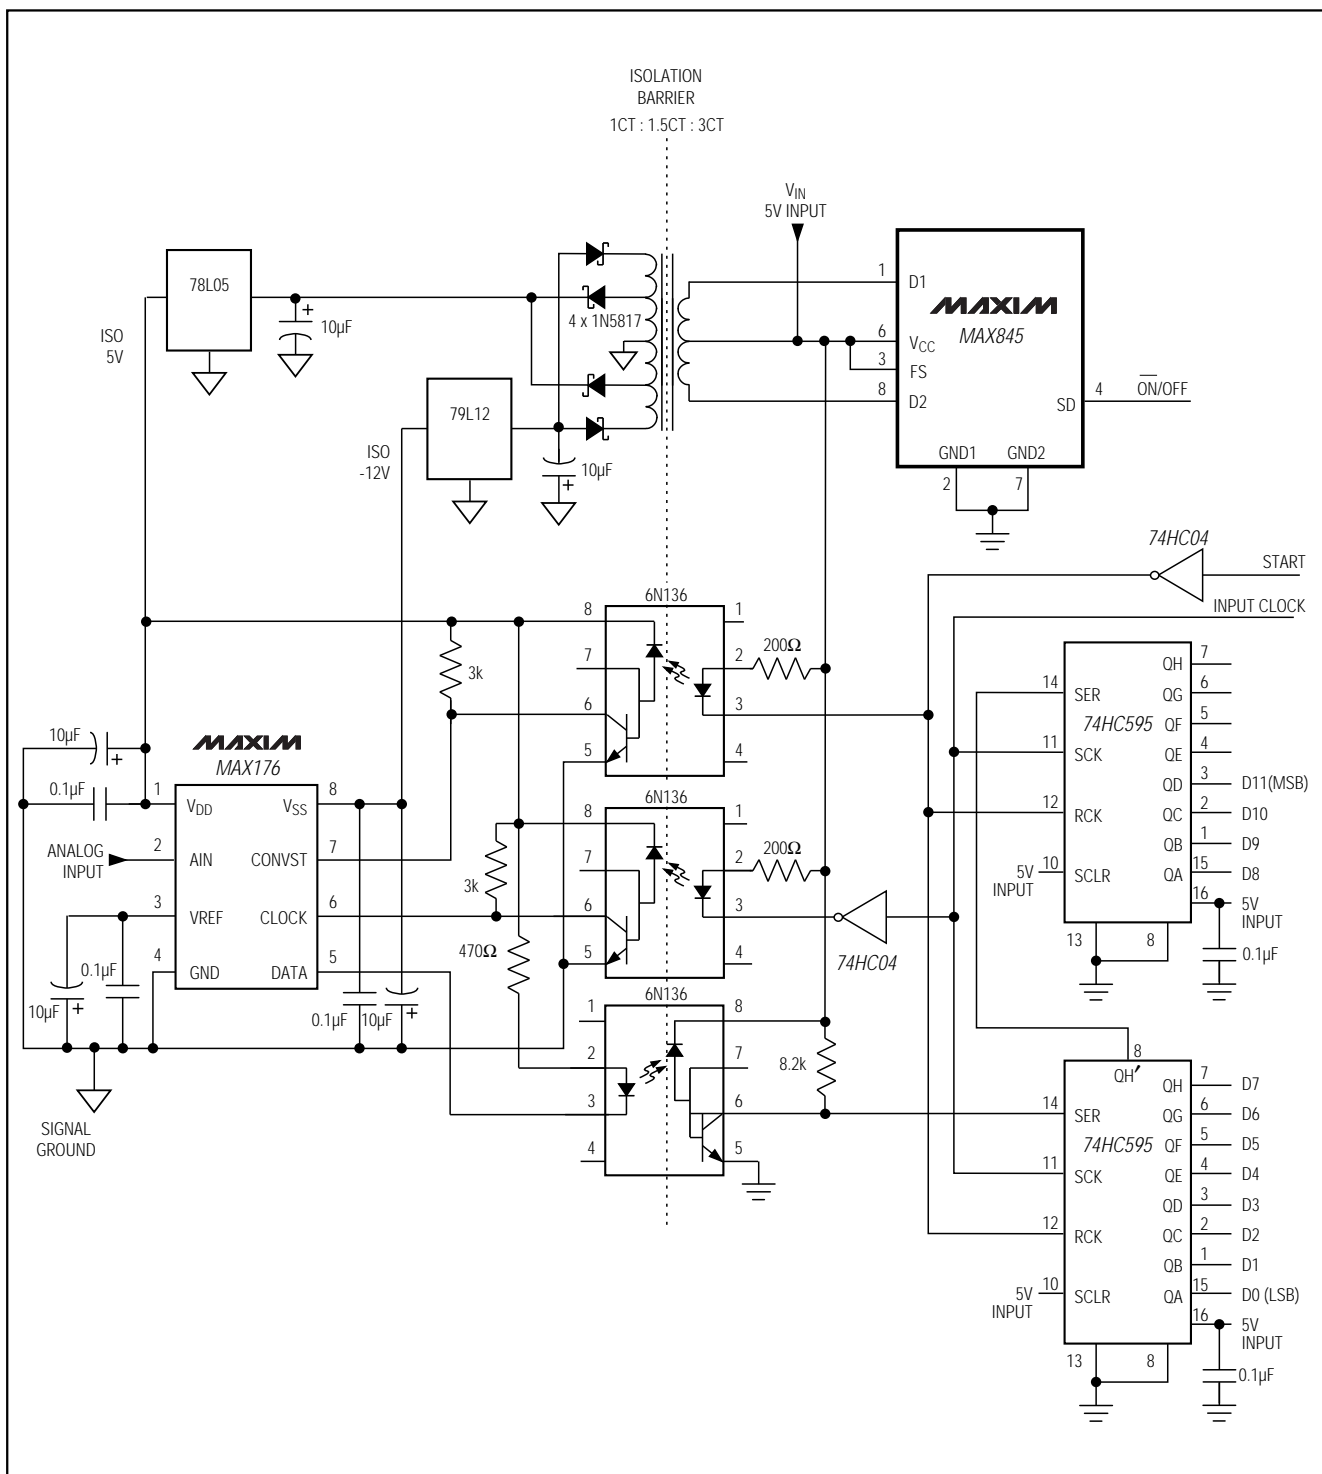 ISOLATION
BARRIER
1CT : 1.5CT : 3CT
VIN
5V INPUT
78L05
10µF
ISO
5V
4 x 1N5817
79L12
ISO
-12V
10µF
1
D1
MAXIM
MAX845
6
VCC
3
FS
8
D2
SD
4
ON/OFF
GND1
GND2
2
7
74HC04
START
INPUT CLOCK
6N136
8
7
6
5
1
2
3
4
200Ω
3k
10µF
0.1µF
MAXIM
MAX176
1
VDD
VSS
8
ANALOG
INPUT
2
AIN
CONVST
7
3
VREF
CLOCK
6
4
GND
DATA
5
10µF
0.1µF
0.1µF
10µF
SIGNAL
GROUND
6N136
8
7
6
5
1
2
3
4
200Ω
3k
470Ω
74HC04
6N136
1
2
3
4
8
7
6
5
8.2k
14
SER
74HC595
11
SCK
12
RCK
5V
INPUT
10
SCLR
13
8
QH
7
QG
6
QF
5
QE
4
QD
3
D11(MSB)
QC
2
D10
QB
1
D9
QA
15
D8
16
5V
INPUT
0.1µF
8
QH′
14
SER
74HC595
11
SCK
12
RCK
5V
INPUT
10
SCLR
13
8
QH
7
D7
QG
6
D6
QF
5
D5
QE
4
D4
QD
3
D3
QC
2
D2
QB
1
D1
QA
15
D0 (LSB)
16
5V
INPUT
0.1µF